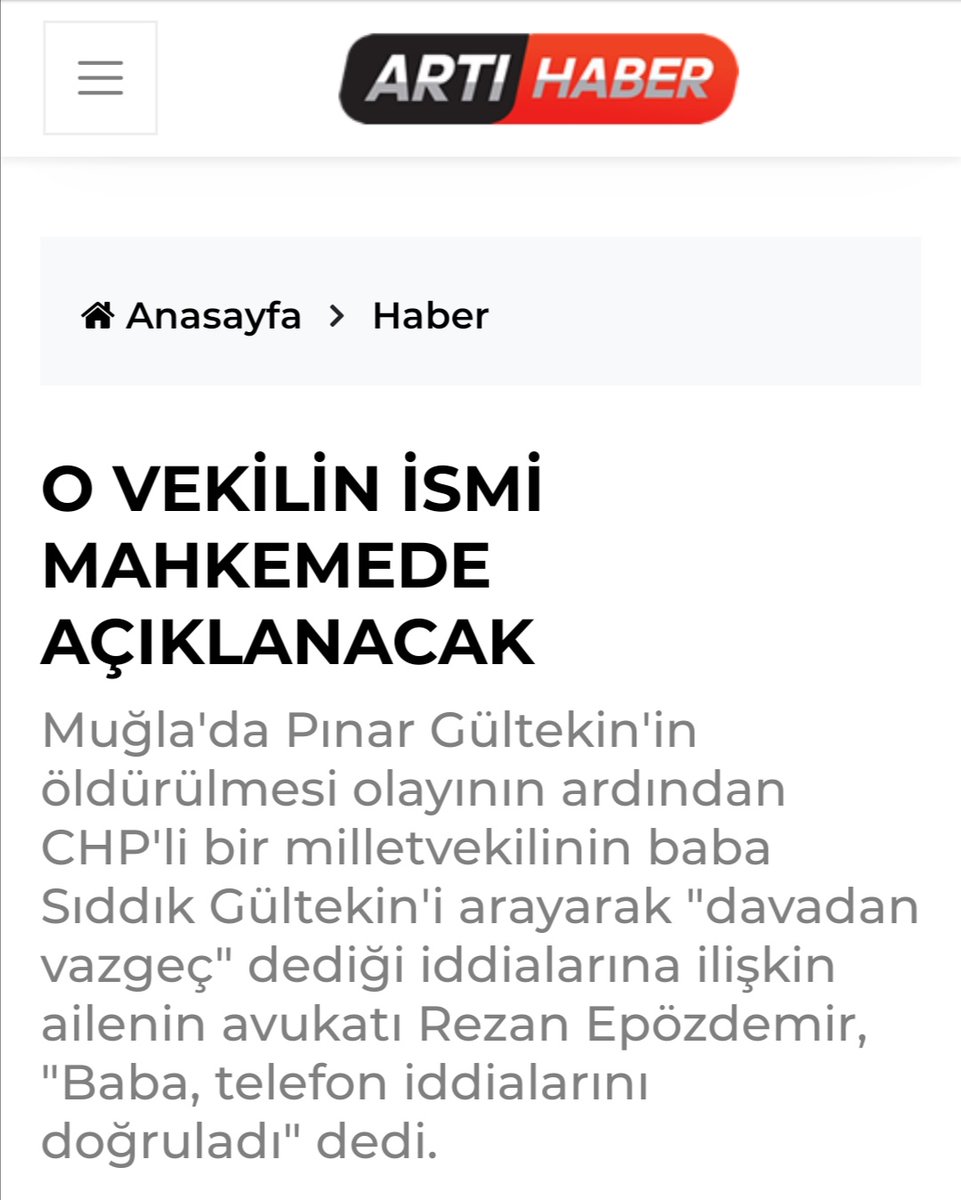 ARTI HABER
Anasayfa > Haber
O VEKİLİN İSMİ
MAHKEMEDE
AÇIKLANACAK
Muğla'da Pınar Gültekin'in
öldürülmesi olayının ardından
CHP'li bir milletvekilinin baba
Sıddık Gültekin'i arayarak "davadan
vazgeç" dediği iddialarına ilişkin
ailenin avukatı Rezan Epözdemir,
"Baba, telefon iddialarını
doğruladı" dedi.